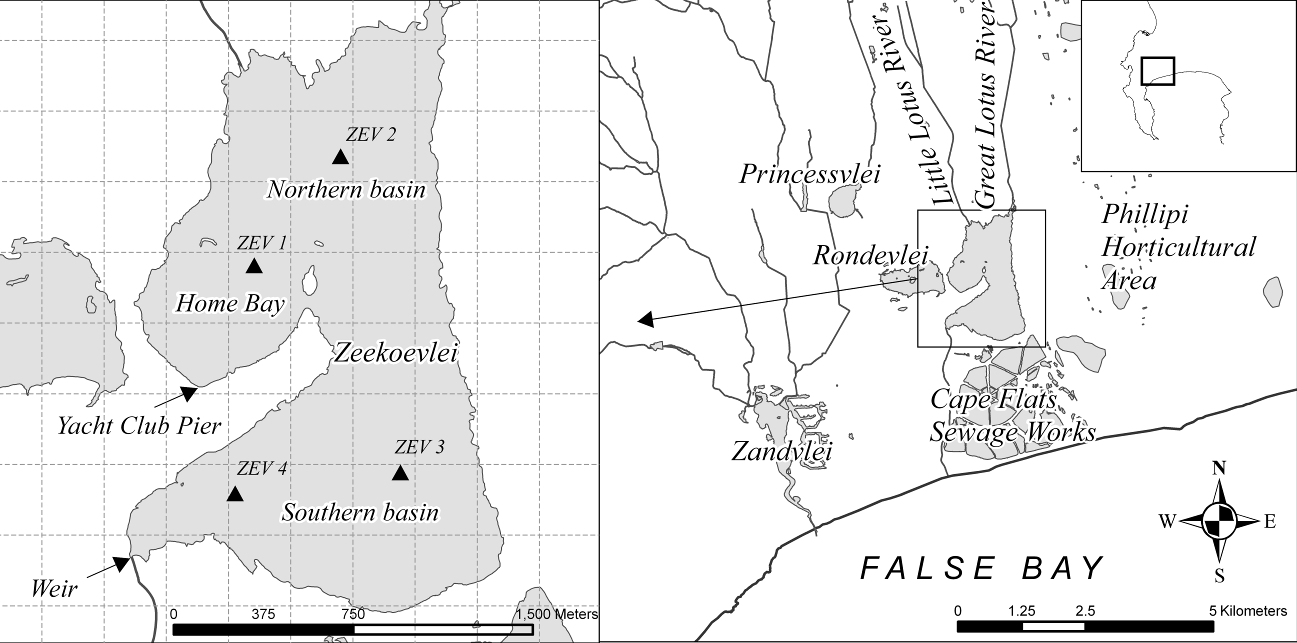 ZEV 2
Northern basin
ZEV 1
Home Bay
Zeekoevlei
Yacht Club Pier
ZEV 3
ZEV 4
Southern basin
Weir
0 375 750 1,500 Meters
Little Lotus River
Great Lotus River
Princessvlei
Rondevlei
Phillipi
Horticultural
Area
Cape Flats
Sewage Works
Zandvlei
FALSE BAY
N
W E
S
0 1.25 2.5 5 Kilometers